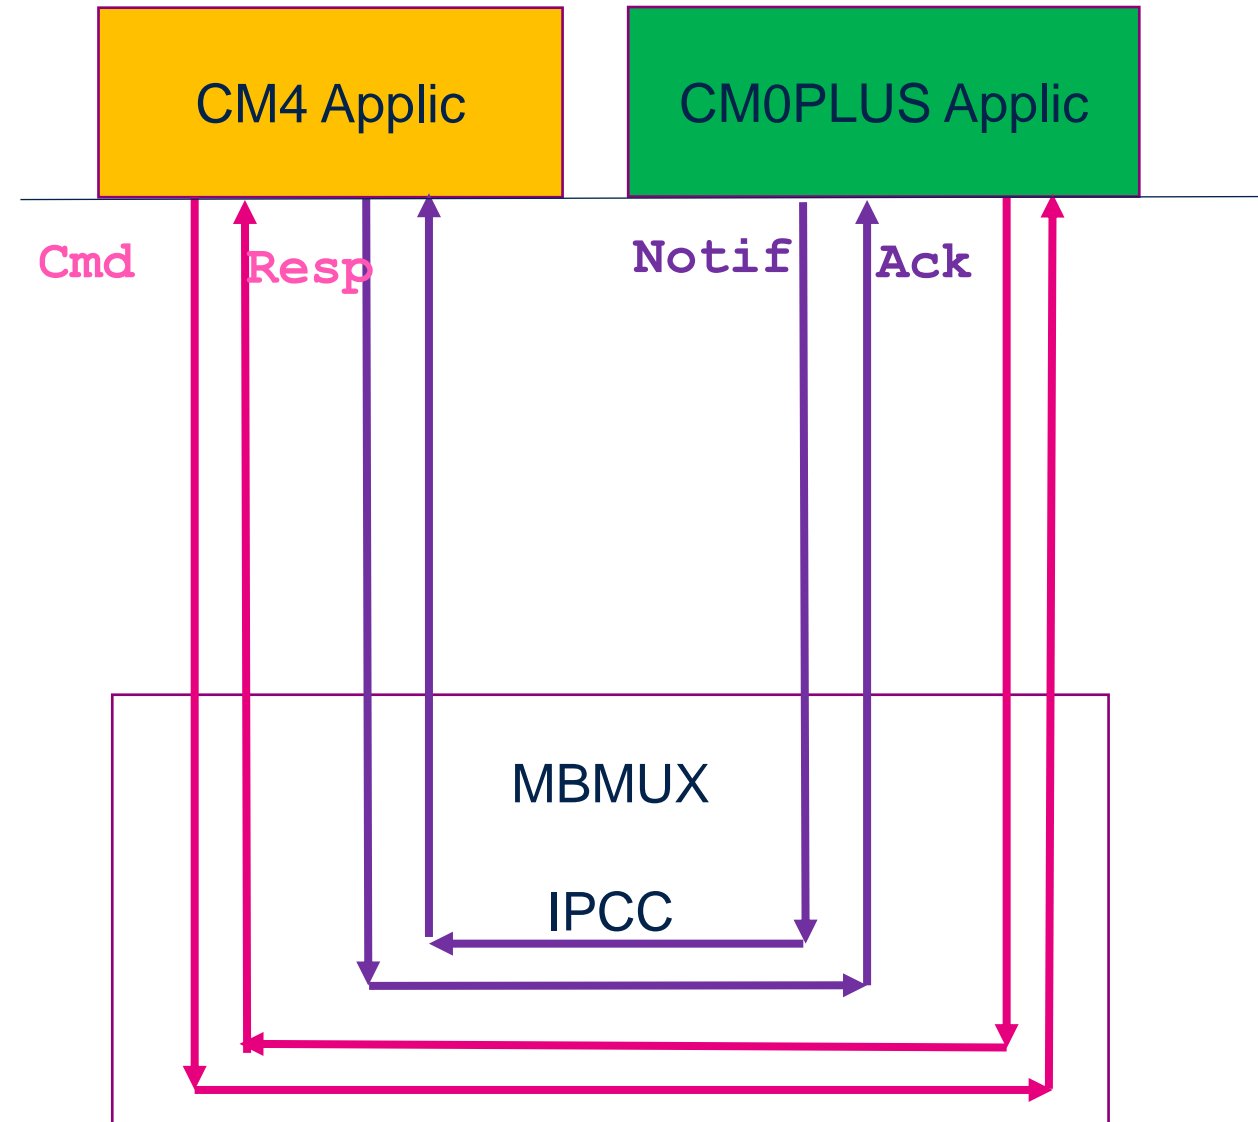 CM4 Applic
CM0PLUS Applic
Cmd
Resp
Notif
Ack
MBMUX
IPCC